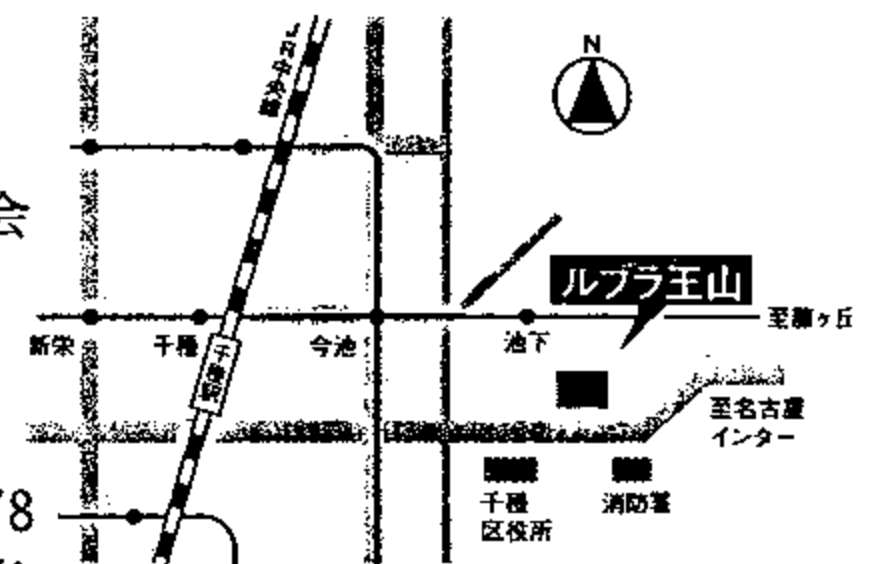 N
JR中央線
会
ルブラ王山
新栄
千種
今池
池下
千種駅
至藤ヶ丘
至名古屋
インター
千種
区役所
消防署
78